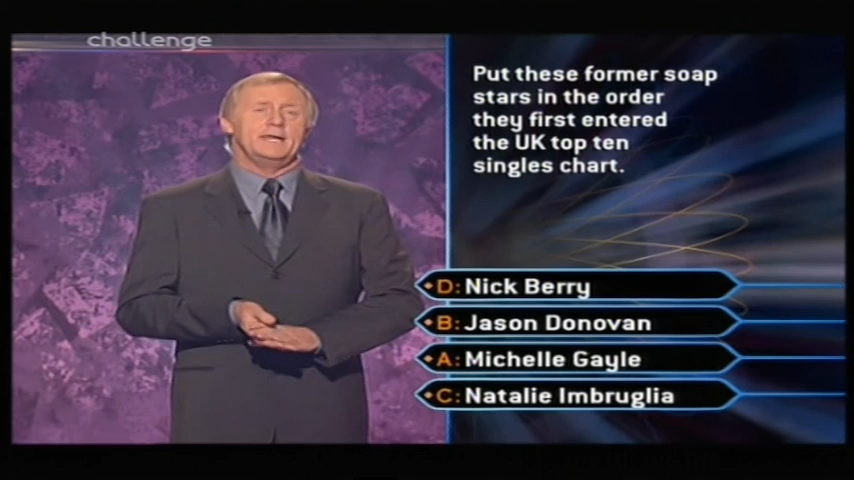 challenge
Put these former soap
stars in the order
they first entered
the UK top ten
singles chart.
D: Nick Berry
B: Jason Donovan
A: Michelle Gayle
C: Natalie Imbruglia